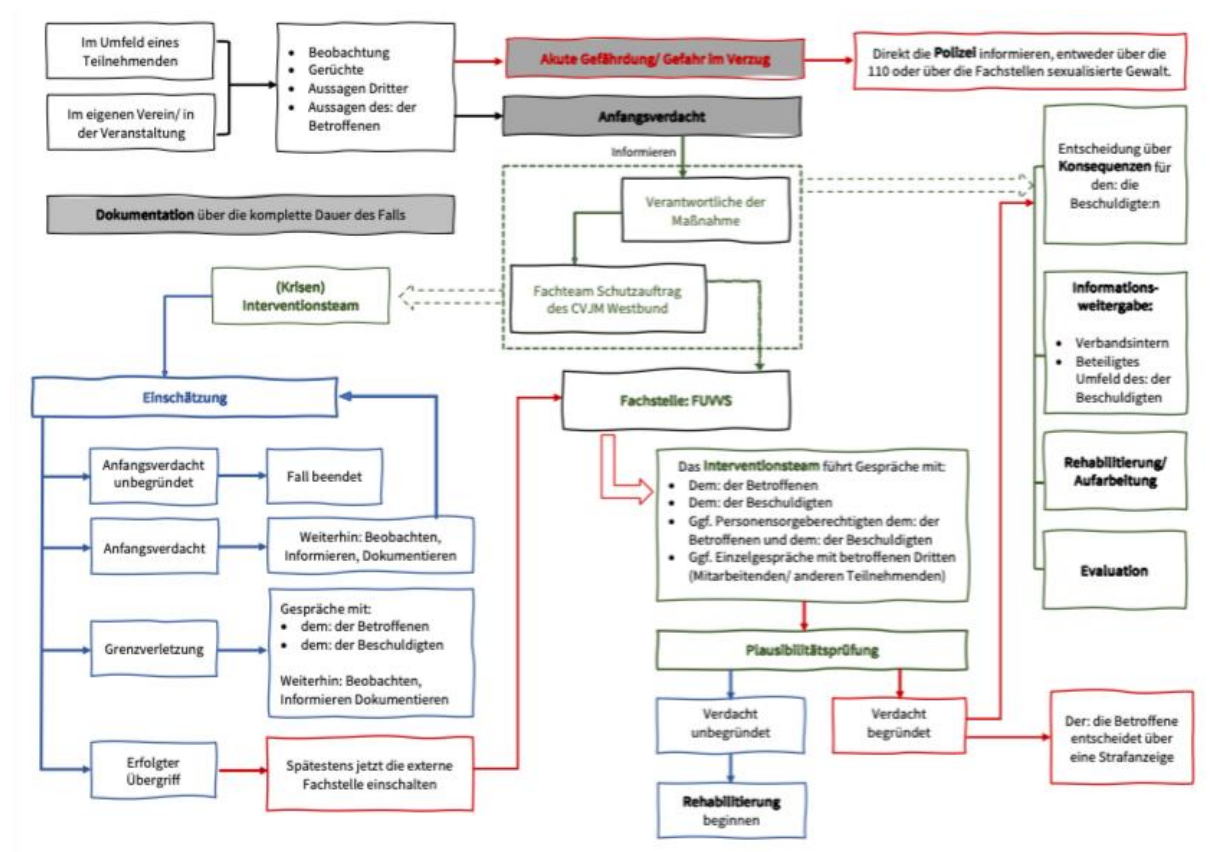 Im Umfeld eines
Teilnehmenden
Im eigenen Verein/ in
der Veranstaltung
• Beobachtung
• Gerüchte
• Aussagen Dritter
• Aussagen des: der
Betroffenen
Akute Gefährdung/ Gefahr im Verzug
Direkt die Polizei informieren, entweder über die
110 oder über die Fachstellen sexualisierte Gewalt.
Anfangsverdacht
Informieren
Verantwortliche der
Maßnahme
Fachteam Schutzauftrag
des CVJM Westbund
Dokumentation über die komplette Dauer des Falls
(Krisen)
Interventionsteam
Einschätzung
Anfangsverdacht
unbegründet
Fall beendet
Anfangsverdacht
Weiterhin: Beobachten,
Informieren, Dokumentieren
Grenzverletzung
Gespräche mit:
• dem: der Betroffenen
• dem: der Beschuldigten
Weiterhin: Beobachten,
Informieren Dokumentieren
Erfolgter
Übergriff
Spätestens jetzt die externe
Fachstelle einschalten
Fachstelle: FUVVS
Das Interventionsteam führt Gespräche mit:
• Dem: der Betroffenen
• Dem: der Beschuldigten
• Ggf. Personensorgeberechtigten dem: der
Betroffenen und dem: der Beschuldigten
• Ggf. Einzelgespräche mit betroffenen Dritten
(Mitarbeitenden/ anderen Teilnehmenden)
Plausibilitätsprüfung
Verdacht
unbegründet
Rehabilitierung
beginnen
Verdacht
begründet
Der: die Betroffene
entscheidet über
eine Strafanzeige
Entscheidung über
Konsequenzen für
den: die
Beschuldigte:n
Informations-
weitergabe:
• Verbandsintern
• Beteiligtes
Umfeld des: der
Beschuldigten
Rehabilitierung/
Aufarbeitung
Evaluation